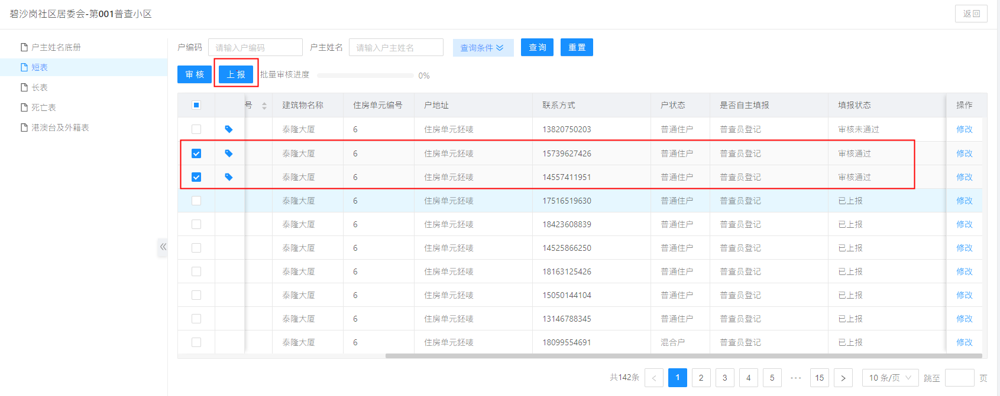 碧沙岗社区居委会-第001普查小区 返回
户主姓名底册
短表
长表
死亡表
港澳台及外籍表
户编码 请输入户编码 户主姓名 请输入户主姓名 查询条件 查询 重置
审核 上报 批量审核进度 0%
号 建筑物名称 住房单元编号 户地址 联系方式 户状态 是否自主填报 填报状态 操作
泰隆大厦 6 住房单元鉟唛 13820750203 普通住户 普查员登记 审核未通过 修改
泰隆大厦 6 住房单元鉟唛 15739627426 普通住户 普查员登记 审核通过 修改
泰隆大厦 6 住房单元鉟唛 14557411951 普通住户 普查员登记 审核通过 修改
泰隆大厦 6 住房单元鉟唛 17516519630 普通住户 普查员登记 已上报 修改
泰隆大厦 6 住房单元鉟唛 18423608839 普通住户 普查员登记 已上报 修改
泰隆大厦 6 住房单元鉟唛 14525866250 普通住户 普查员登记 已上报 修改
泰隆大厦 6 住房单元鉟唛 18163125426 普通住户 普查员登记 已上报 修改
泰隆大厦 6 住房单元鉟唛 15050144104 普通住户 普查员登记 已上报 修改
泰隆大厦 6 住房单元鉟唛 13146788345 普通住户 普查员登记 已上报 修改
泰隆大厦 6 住房单元鉟唛 18099554691 混合户 普查员登记 已上报 修改
共142条 < 1 2 3 4 5 ••• 15 > 10 条/页 跳至 页